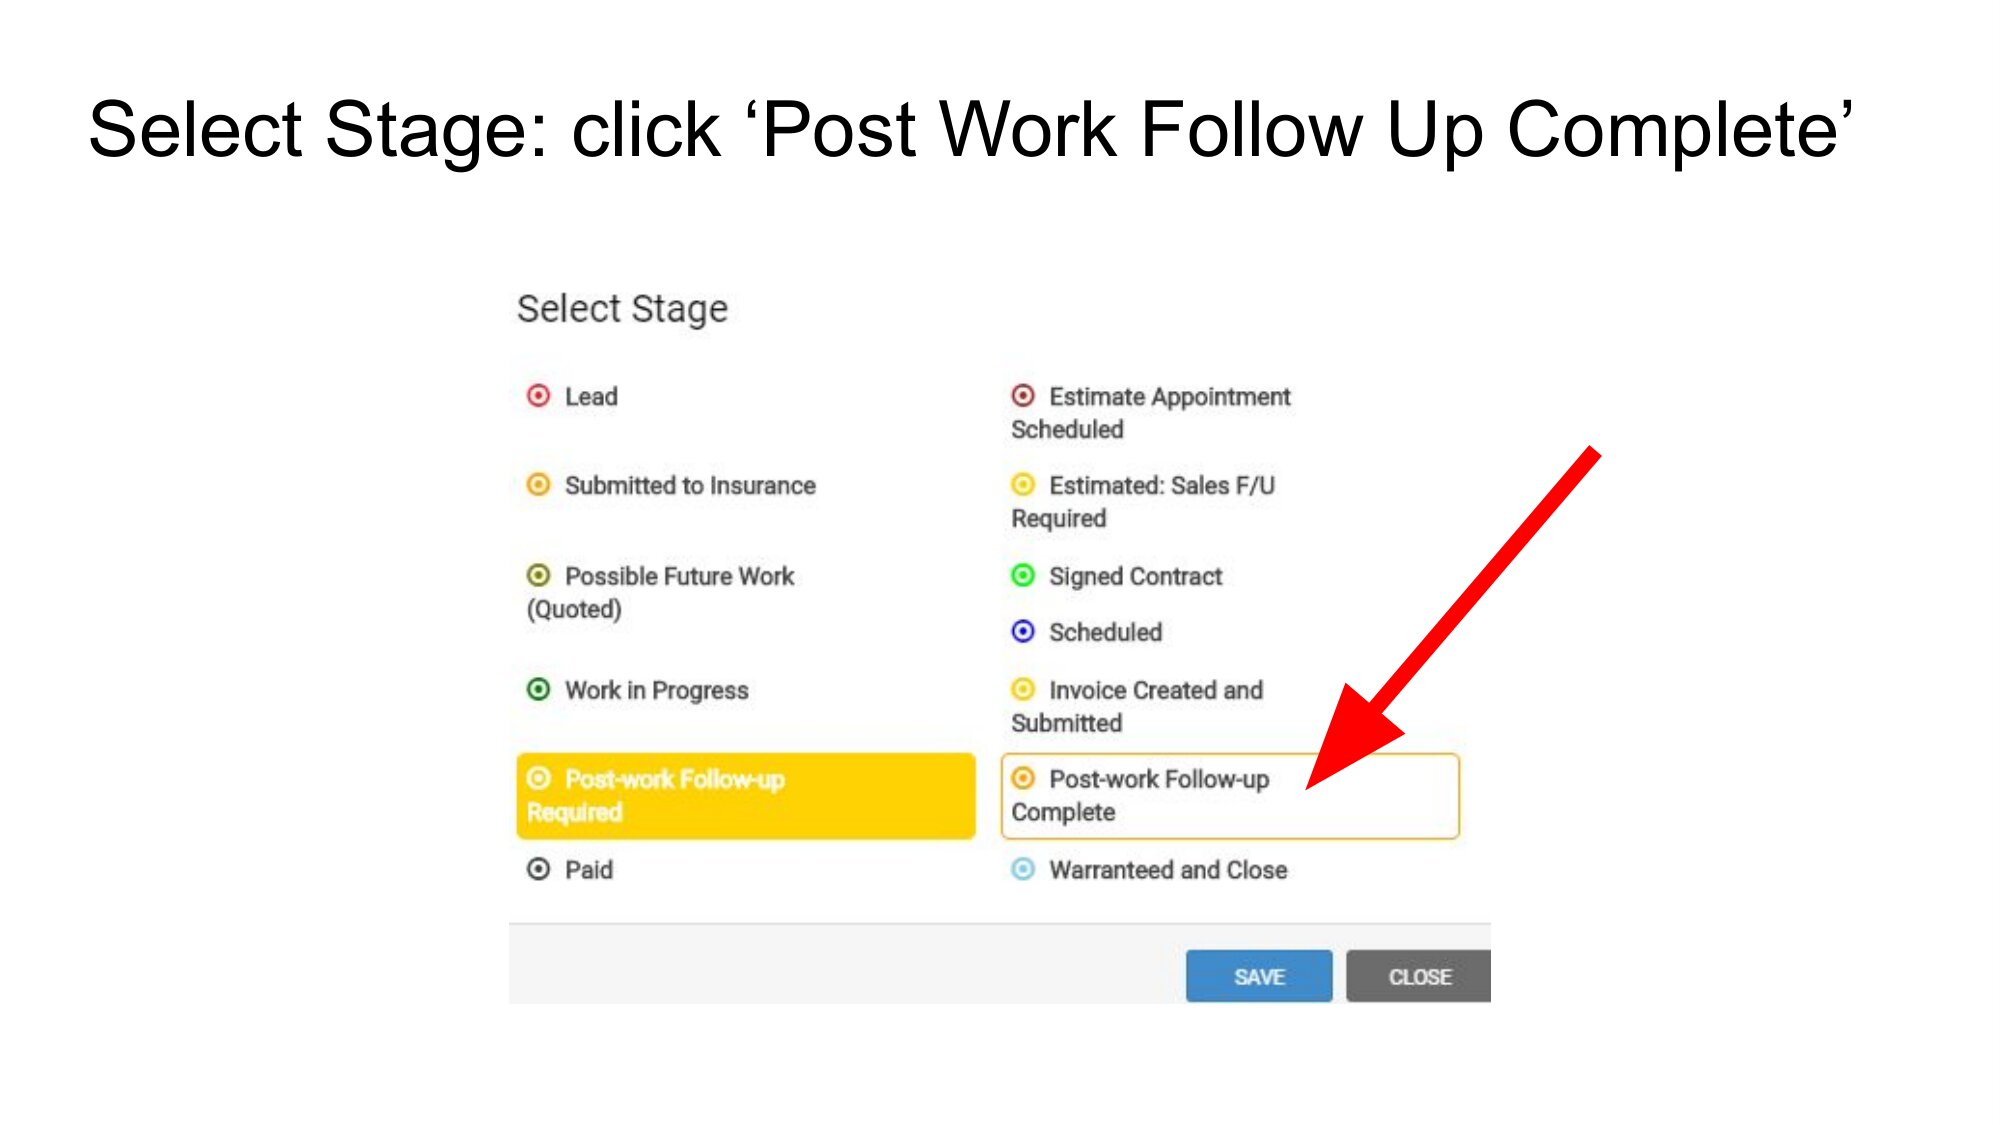 Select Stage: click ‘Post Work Follow Up Complete’
Select Stage
Lead
Estimate Appointment
Scheduled
Submitted to Insurance
Estimated: Sales F/U
Required
Possible Future Work
(Quoted)
Signed Contract
Scheduled
Work in Progress
Invoice Created and
Submitted
Post-work Follow-up
Required
Post-work Follow-up
Complete
Paid
Warranteed and Close
SAVE
CLOSE